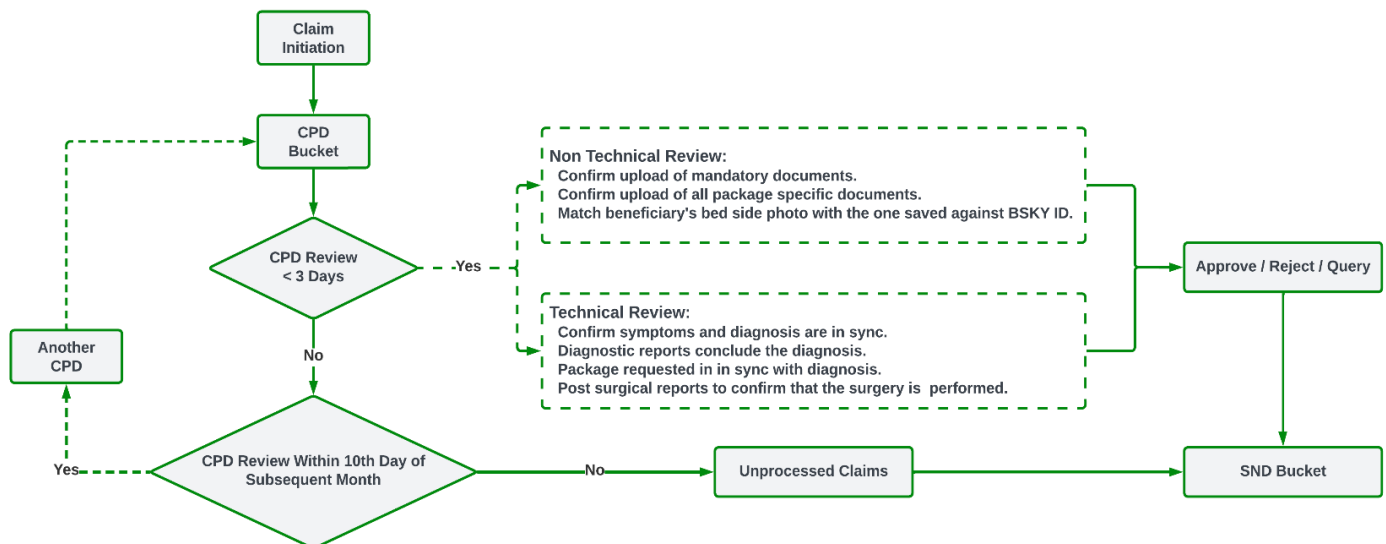 Claim
Initiation
CPD
Bucket
Non Technical Review:
Confirm upload of mandatory documents.
Confirm upload of all package specific documents.
Match beneficiary's bed side photo with the one saved against BSKY ID.
CPD Review
< 3 Days
Yes
Approve / Reject / Query
Technical Review:
Confirm symptoms and diagnosis are in sync.
Diagnostic reports conclude the diagnosis.
Package requested in in sync with diagnosis.
Post surgical reports to confirm that the surgery is performed.
Another
CPD
No
CPD Review Within 10th Day of
Subsequent Month
Yes
No
Unprocessed Claims
SND Bucket